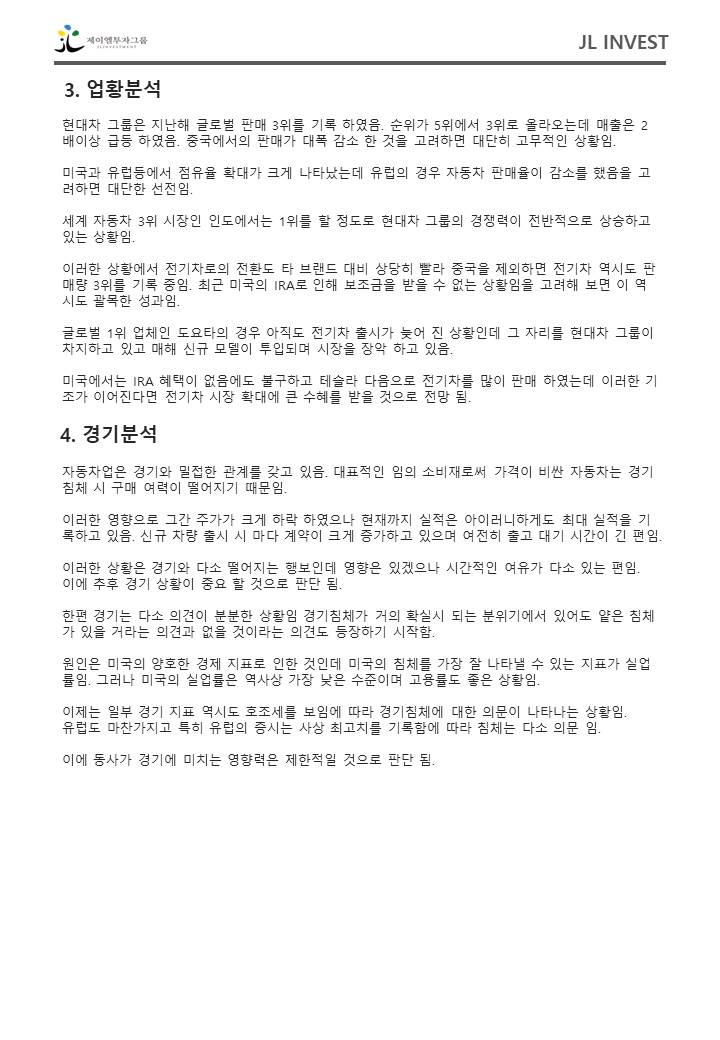 제이엘투자그룹
JLINVESTMENT
JL INVEST
3. 업황분석
현대차 그룹은 지난해 글로벌 판매 3위를 기록 하였음. 순위가 5위에서 3위로 올라오는데 매출은 2
배이상 급등 하였음. 중국에서의 판매가 대폭 감소 한 것을 고려하면 대단히 고무적인 상황임.
미국과 유럽등에서 점유율 확대가 크게 나타났는데 유럽의 경우 자동차 판매율이 감소를 했음을 고
려하면 대단한 선전임.
세계 자동차 3위 시장인 인도에서는 1위를 할 정도로 현대차 그룹의 경쟁력이 전반적으로 상승하고
있는 상황임.
이러한 상황에서 전기차로의 전환도 타 브랜드 대비 상당히 빨라 중국을 제외하면 전기차 역시도 판
매량 3위를 기록 중임. 최근 미국의 IRA로 인해 보조금을 받을 수 없는 상황임을 고려해 보면 이 역
시도 괄목한 성과임.
글로벌 1위 업체인 도요타의 경우 아직도 전기차 출시가 늦어 진 상황인데 그 자리를 현대차 그룹이
차지하고 있고 매해 신규 모델이 투입되며 시장을 장악 하고 있음.
미국에서는 IRA 혜택이 없음에도 불구하고 테슬라 다음으로 전기차를 많이 판매 하였는데 이러한 기
조가 이어진다면 전기차 시장 확대에 큰 수혜를 받을 것으로 전망 됨.
4. 경기분석
자동차업은 경기와 밀접한 관계를 갖고 있음. 대표적인 임의 소비재로써 가격이 비싼 자동차는 경기
침체 시 구매 여력이 떨어지기 때문임.
이러한 영향으로 그간 주가가 크게 하락 하였으나 현재까지 실적은 아이러니하게도 최대 실적을 기
록하고 있음. 신규 차량 출시 시 마다 계약이 크게 증가하고 있으며 여전히 출고 대기 시간이 긴 편임.
이러한 상황은 경기와 다소 떨어지는 행보인데 영향은 있겠으나 시간적인 여유가 다소 있는 편임.
이에 추후 경기 상황이 중요 할 것으로 판단 됨.
한편 경기는 다소 의견이 분분한 상황임 경기침체가 거의 확실시 되는 분위기에서 있어도 얕은 침체
가 있을 거라는 의견과 없을 것이라는 의견도 등장하기 시작함.
원인은 미국의 양호한 경제 지표로 인한 것인데 미국의 침체를 가장 잘 나타낼 수 있는 지표가 실업
률임. 그러나 미국의 실업률은 역사상 가장 낮은 수준이며 고용률도 좋은 상황임.
이제는 일부 경기 지표 역시도 호조세를 보임에 따라 경기침체에 대한 의문이 나타나는 상황임.
유럽도 마찬가지고 특히 유럽의 증시는 사상 최고치를 기록함에 따라 침체는 다소 의문 임.
이에 동사가 경기에 미치는 영향력은 제한적일 것으로 판단 됨.